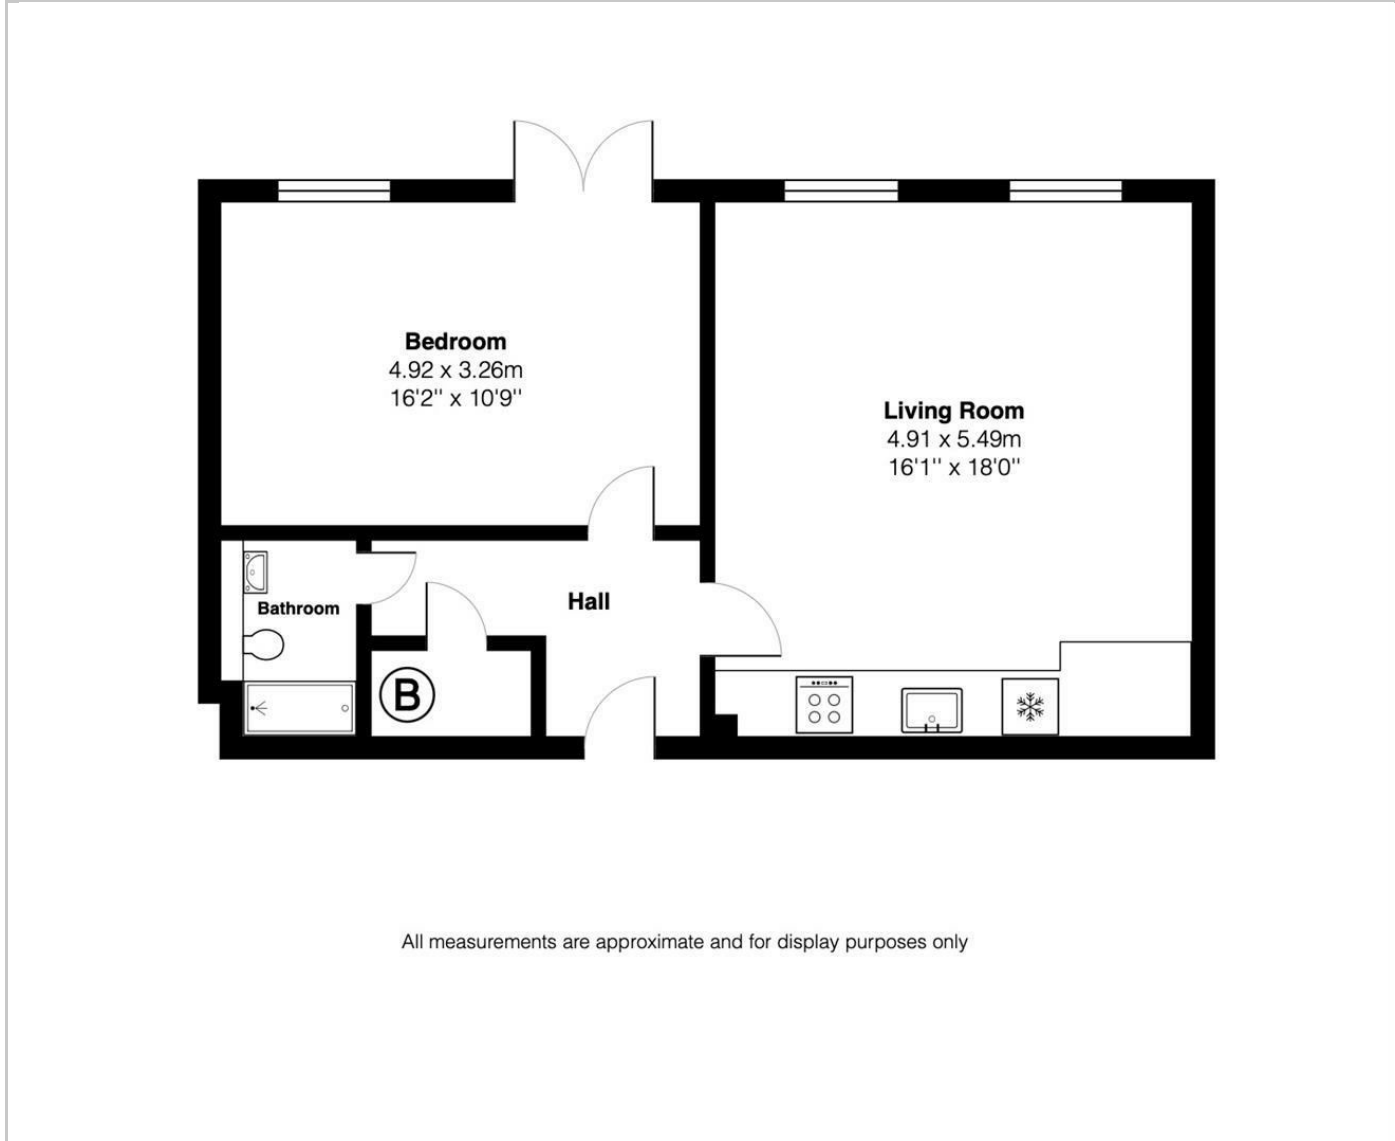 Bedroom
4.92 x 3.26m
16'2'' x 10'9''
Living Room
4.91 x 5.49m
16'1'' x 18'0''
Bathroom
Hall
B
All measurements are approximate and for display purposes only